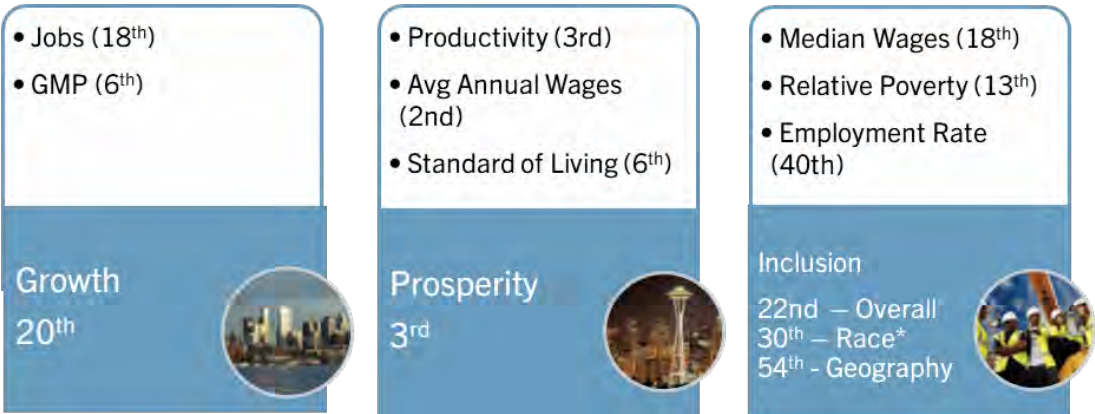 • Jobs (18th)
• GMP (6th)
Growth
20th
• Productivity (3rd)
• Avg Annual Wages
(2nd)
• Standard of Living (6th)
Prosperity
3rd
• Median Wages (18th)
• Relative Poverty (13th)
• Employment Rate
(40th)
Inclusion
22nd – Overall
30th – Race*
54th - Geography